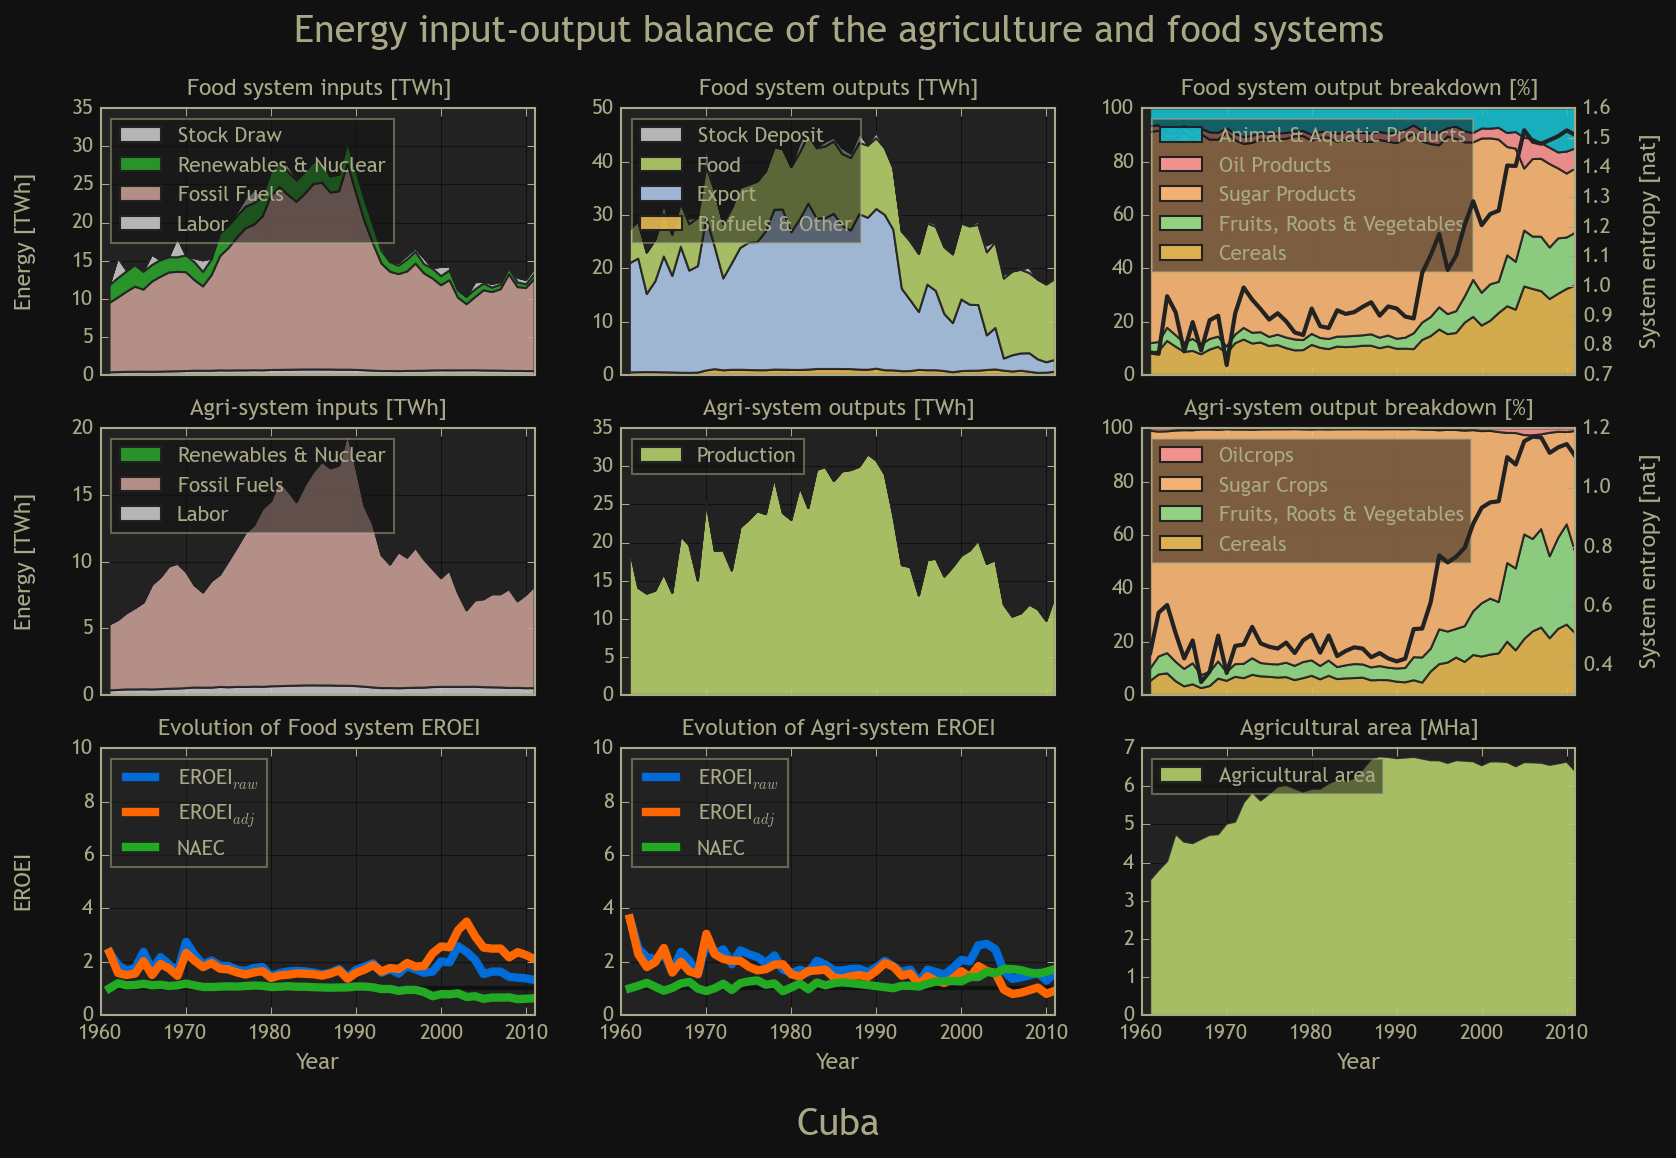 Energy input-output balance of the agriculture and food systems
Food system inputs [TWh]
Energy [TWh]
35
30
25
20
15
10
5
0
Stock Draw
Renewables & Nuclear
Fossil Fuels
Labor
Food system outputs [TWh]
50
40
30
20
10
0
Stock Deposit
Food
Export
Biofuels & Other
Food system output breakdown [%]
100
80
60
40
20
0
Animal & Aquatic Products
Oil Products
Sugar Products
Fruits, Roots & Vegetables
Cereals
1.6
1.5
1.4
1.3
1.2
1.1
1.0
0.9
0.8
0.7
System entropy [nat]
Agri-system inputs [TWh]
Energy [TWh]
20
15
10
5
0
Renewables & Nuclear
Fossil Fuels
Labor
Agri-system outputs [TWh]
35
30
25
20
15
10
5
0
Production
Agri-system output breakdown [%]
100
80
60
40
20
0
Oilcrops
Sugar Crops
Fruits, Roots & Vegetables
Cereals
1.2
1.0
0.8
0.6
0.4
System entropy [nat]
Evolution of Food system EROEI
EROEI
10
8
6
4
2
0
EROEIraw
EROEIadj
NAEC
1960 1970 1980 1990 2000 2010
Year
Evolution of Agri-system EROEI
10
8
6
4
2
0
EROEIraw
EROEIadj
NAEC
1960 1970 1980 1990 2000 2010
Year
Agricultural area [MHa]
7
6
5
4
3
2
1
0
Agricultural area
1960 1970 1980 1990 2000 2010
Year
Cuba